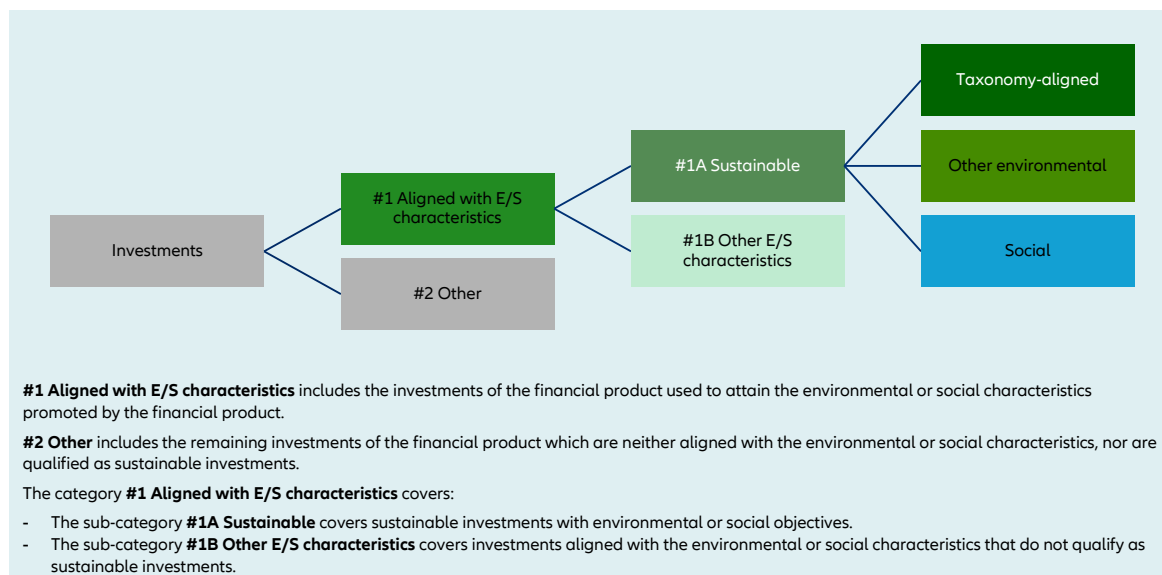 Taxonomy-aligned
#1A Sustainable
Other environmental
#1 Aligned with E/S
characteristics
Investments
#1B Other E/S
characteristics
Social
#2 Other
#1 Aligned with E/S characteristics includes the investments of the financial product used to attain the environmental or social characteristics
promoted by the financial product.
#2 Other includes the remaining investments of the financial product which are neither aligned with the environmental or social characteristics, nor are
qualified as sustainable investments.
The category #1 Aligned with E/S characteristics covers:
- The sub-category #1A Sustainable covers sustainable investments with environmental or social objectives.
- The sub-category #1B Other E/S characteristics covers investments aligned with the environmental or social characteristics that do not qualify as
sustainable investments.